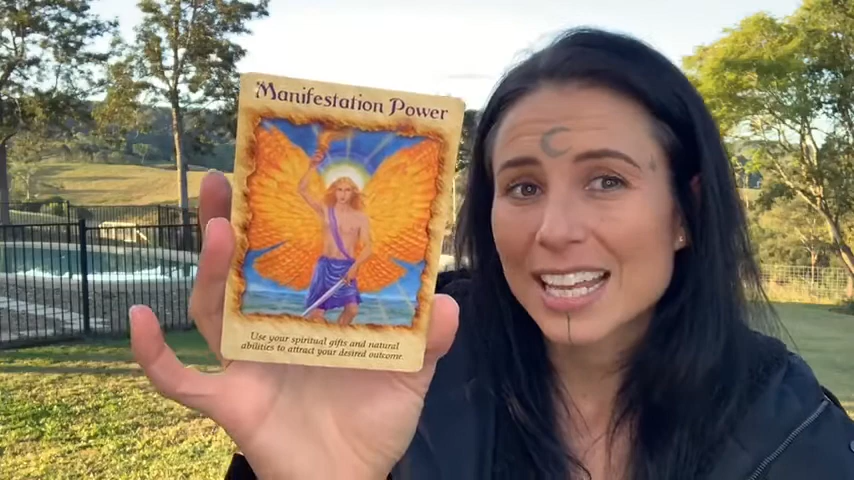 Manifestation Power
Use your spiritual gifts and natural
abilities to attract your desired outcome.